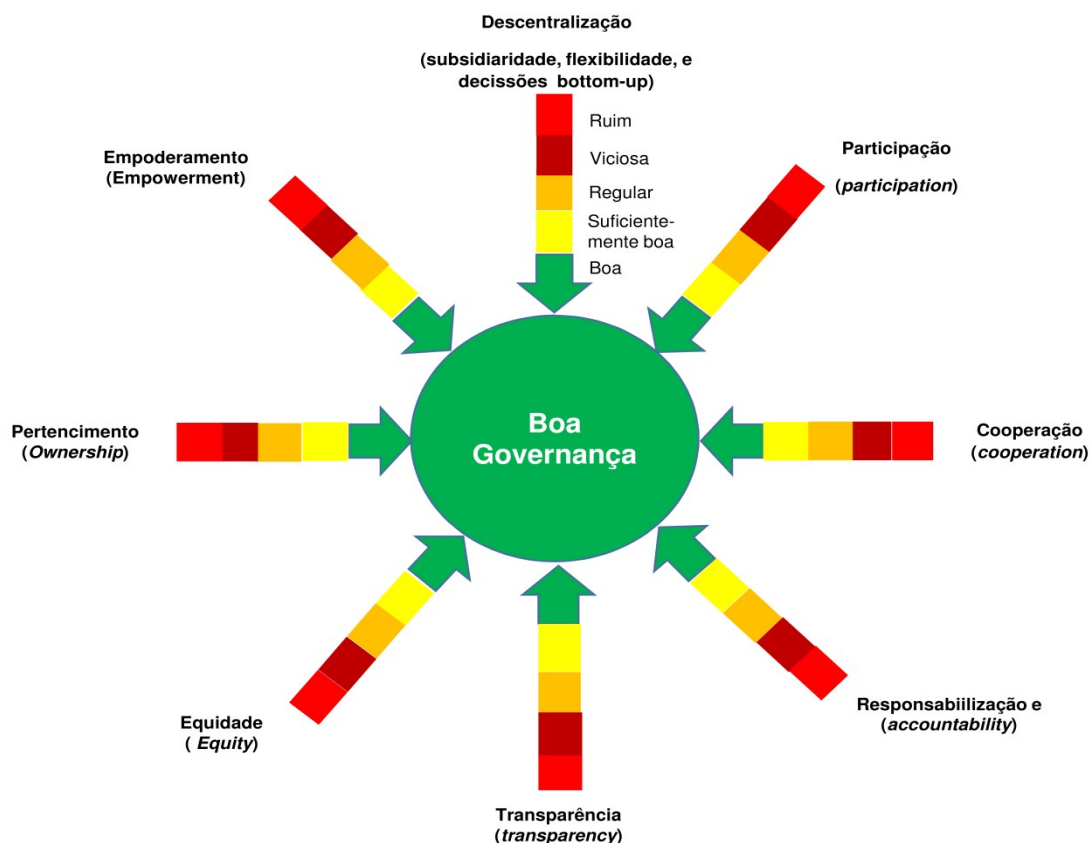 Descentralização
(subsidiaridade, flexibilidade, e
decissões bottom-up)
Ruim
Viciosa
Regular
Suficiente-
mente boa
Boa
Empoderamento
(Empowerment)
Participação
(participation)
Boa
Governança
Pertencimento
(Ownership)
Cooperação
(cooperation)
Equidade
( Equity)
Responsabiilização e
(accountability)
Transparência
(transparency)